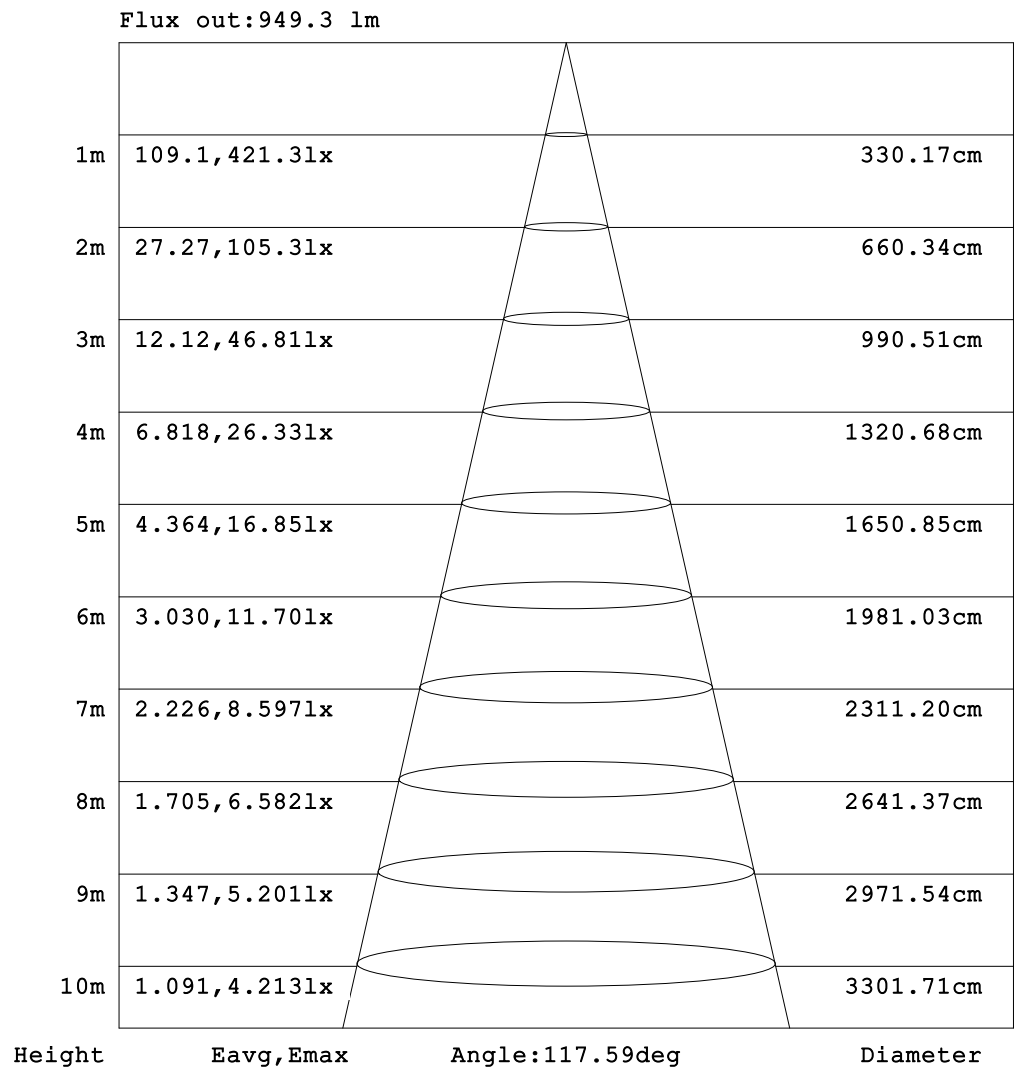 Flux out:949.3 lm
1m 109.1,421.3lx 330.17cm
2m 27.27,105.3lx 660.34cm
3m 12.12,46.81lx 990.51cm
4m 6.818,26.33lx 1320.68cm
5m 4.364,16.85lx 1650.85cm
6m 3.030,11.70lx 1981.03cm
7m 2.226,8.597lx 2311.20cm
8m 1.705,6.582lx 2641.37cm
9m 1.347,5.201lx 2971.54cm
10m 1.091,4.213lx 3301.71cm
Height Eavg,Emax Angle:117.59deg Diameter